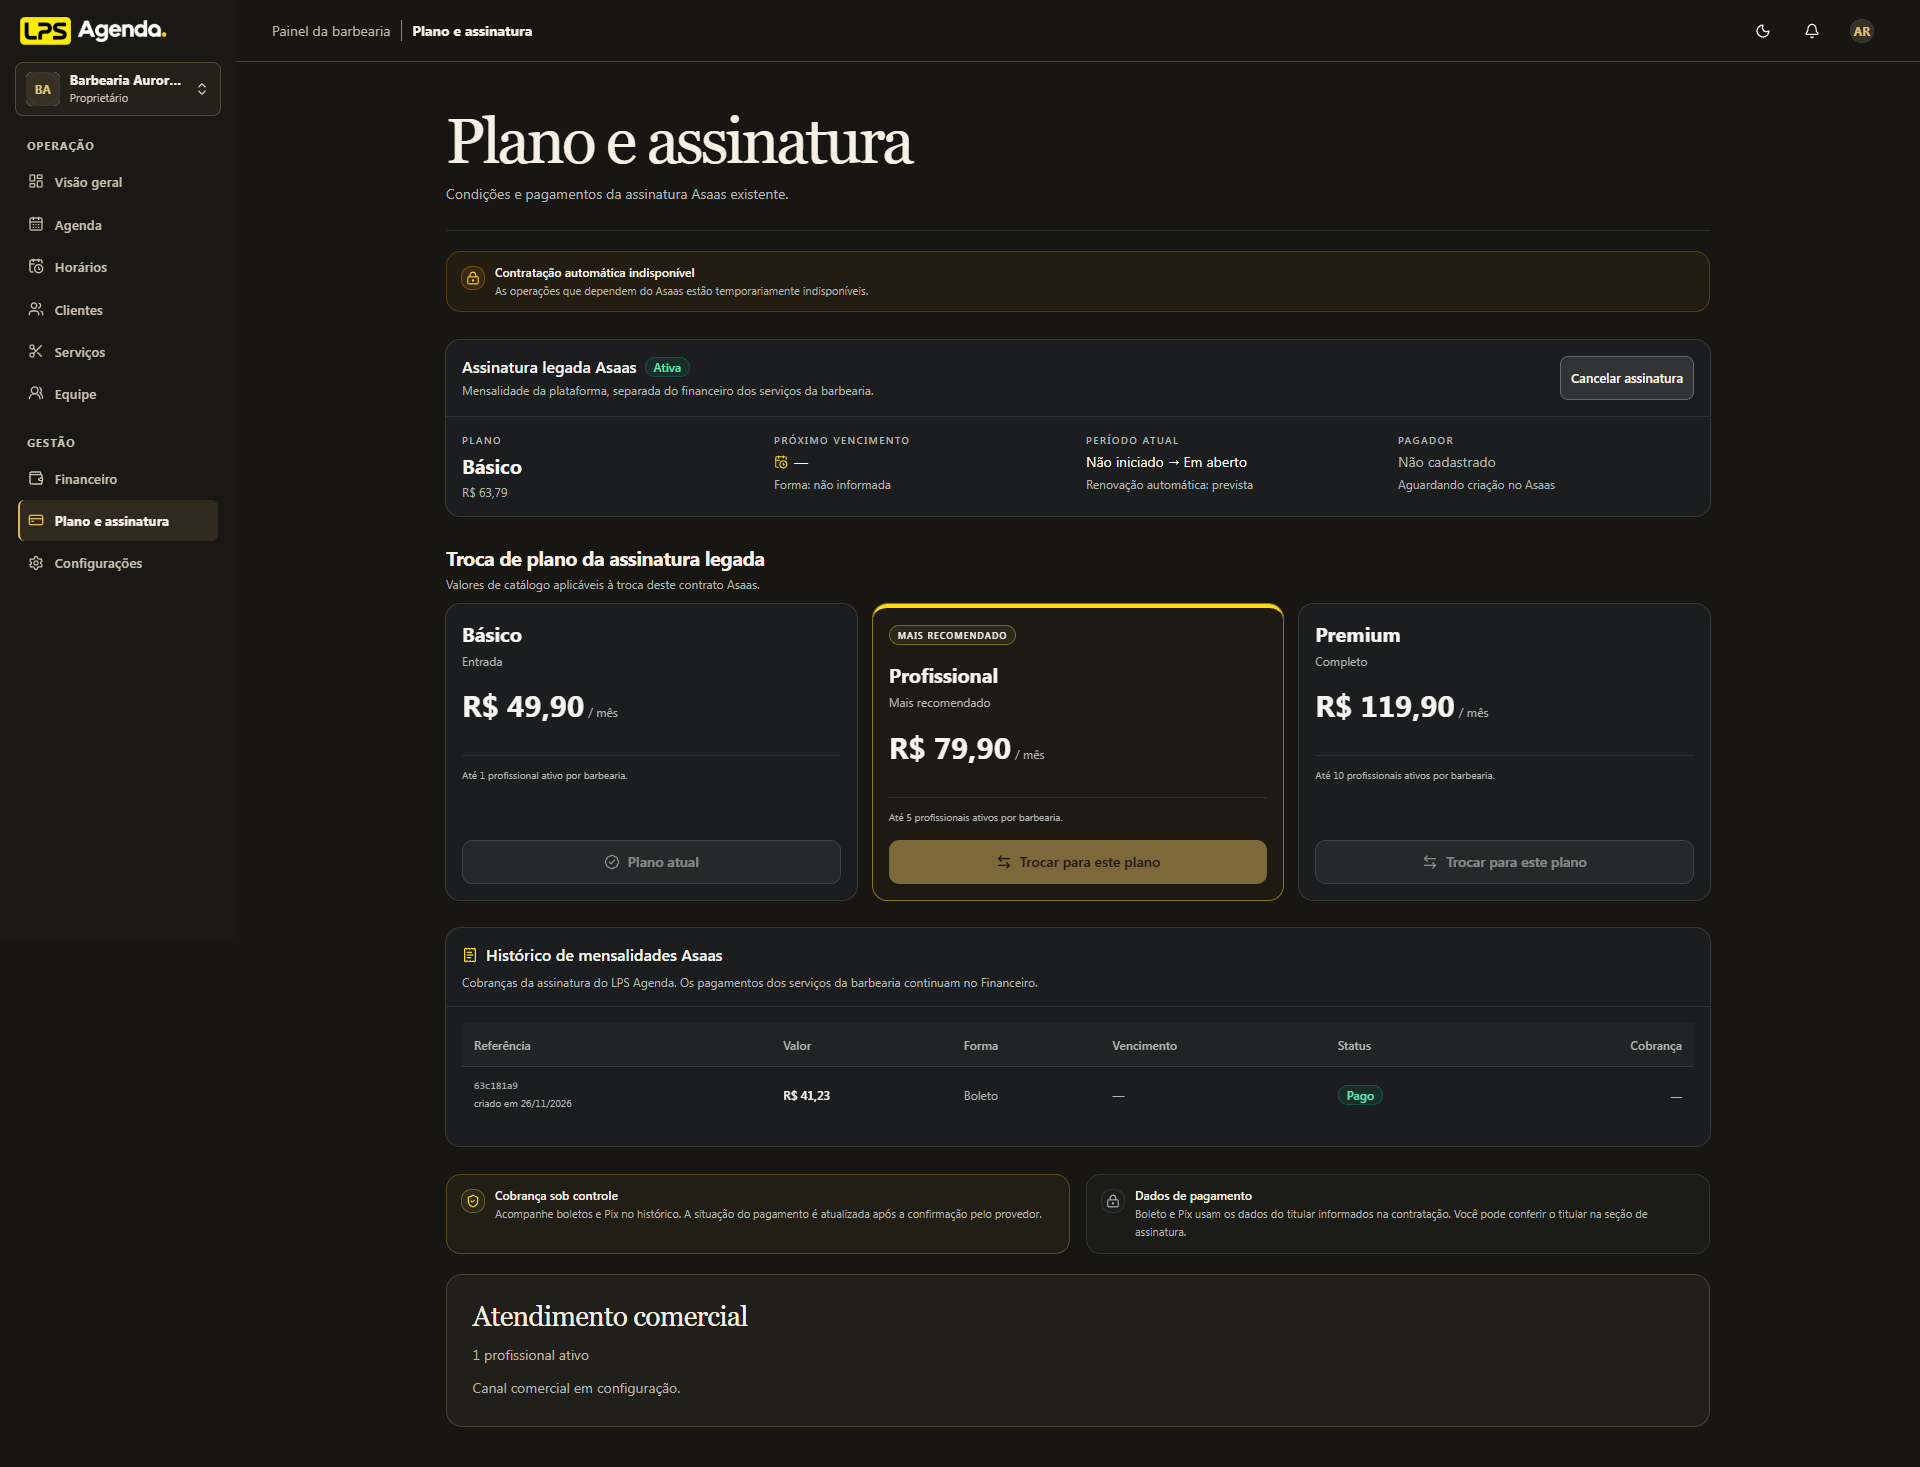 LPS Agenda.
BA
Barbearia Auror...
Proprietário
OPERAÇÃO
Visão geral
Agenda
Horários
Clientes
Serviços
Equipe
GESTÃO
Financeiro
Plano e assinatura
Configurações
Painel da barbearia
Plano e assinatura
AR
Plano e assinatura
Condições e pagamentos da assinatura Asaas existente.
Contratação automática indisponível
As operações que dependem do Asaas estão temporariamente indisponíveis.
Assinatura legada Asaas Ativa
Mensalidade da plataforma, separada do financeiro dos serviços da barbearia.
Cancelar assinatura
PLANO
Básico
R$ 63,79
PRÓXIMO VENCIMENTO
—
Forma: não informada
PERÍODO ATUAL
Não iniciado → Em aberto
Renovação automática: prevista
PAGADOR
Não cadastrado
Aguardando criação no Asaas
Troca de plano da assinatura legada
Valores de catálogo aplicáveis à troca deste contrato Asaas.
Básico
Entrada
R$ 49,90 / mês
Até 1 profissional ativo por barbearia.
Plano atual
MAIS RECOMENDADO
Profissional
Mais recomendado
R$ 79,90 / mês
Até 5 profissionais ativos por barbearia.
Trocar para este plano
Premium
Completo
R$ 119,90 / mês
Até 10 profissionais ativos por barbearia.
Trocar para este plano
Histórico de mensalidades Asaas
Cobranças da assinatura do LPS Agenda. Os pagamentos dos serviços da barbearia continuam no Financeiro.
Referência Valor Forma Vencimento Status Cobrança
63c181a9
criado em 26/11/2026
R$ 41,23 Boleto — Pago —
Cobrança sob controle
Acompanhe boletos e Pix no histórico. A situação do pagamento é atualizada após a confirmação pelo provedor.
Dados de pagamento
Boleto e Pix usam os dados do titular informados na contratação. Você pode conferir o titular na seção de
assinatura.
Atendimento comercial
1 profissional ativo
Canal comercial em configuração.